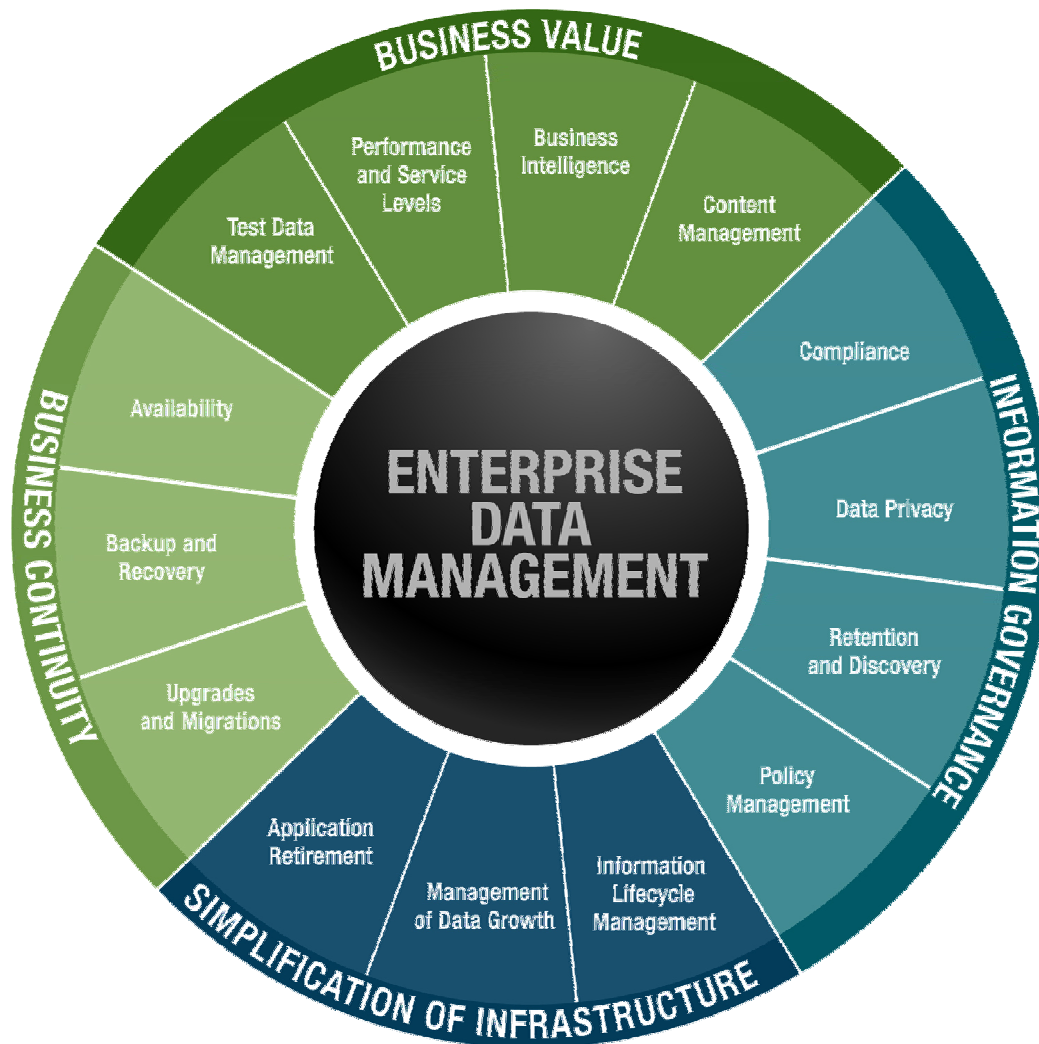 BUSINESS VALUE
Test Data
Management
Performance
and Service
Levels
Business
Intelligence
Content
Management
INFORMATION GOVERNANCE
Compliance
Data Privacy
Retention
and Discovery
Policy
Management
SIMPLIFICATION OF INFRASTRUCTURE
Information
Lifecycle
Management
Management
of Data Growth
Application
Retirement
BUSINESS CONTINUITY
Upgrades
and Migrations
Backup and
Recovery
Availability
ENTERPRISE
DATA
MANAGEMENT